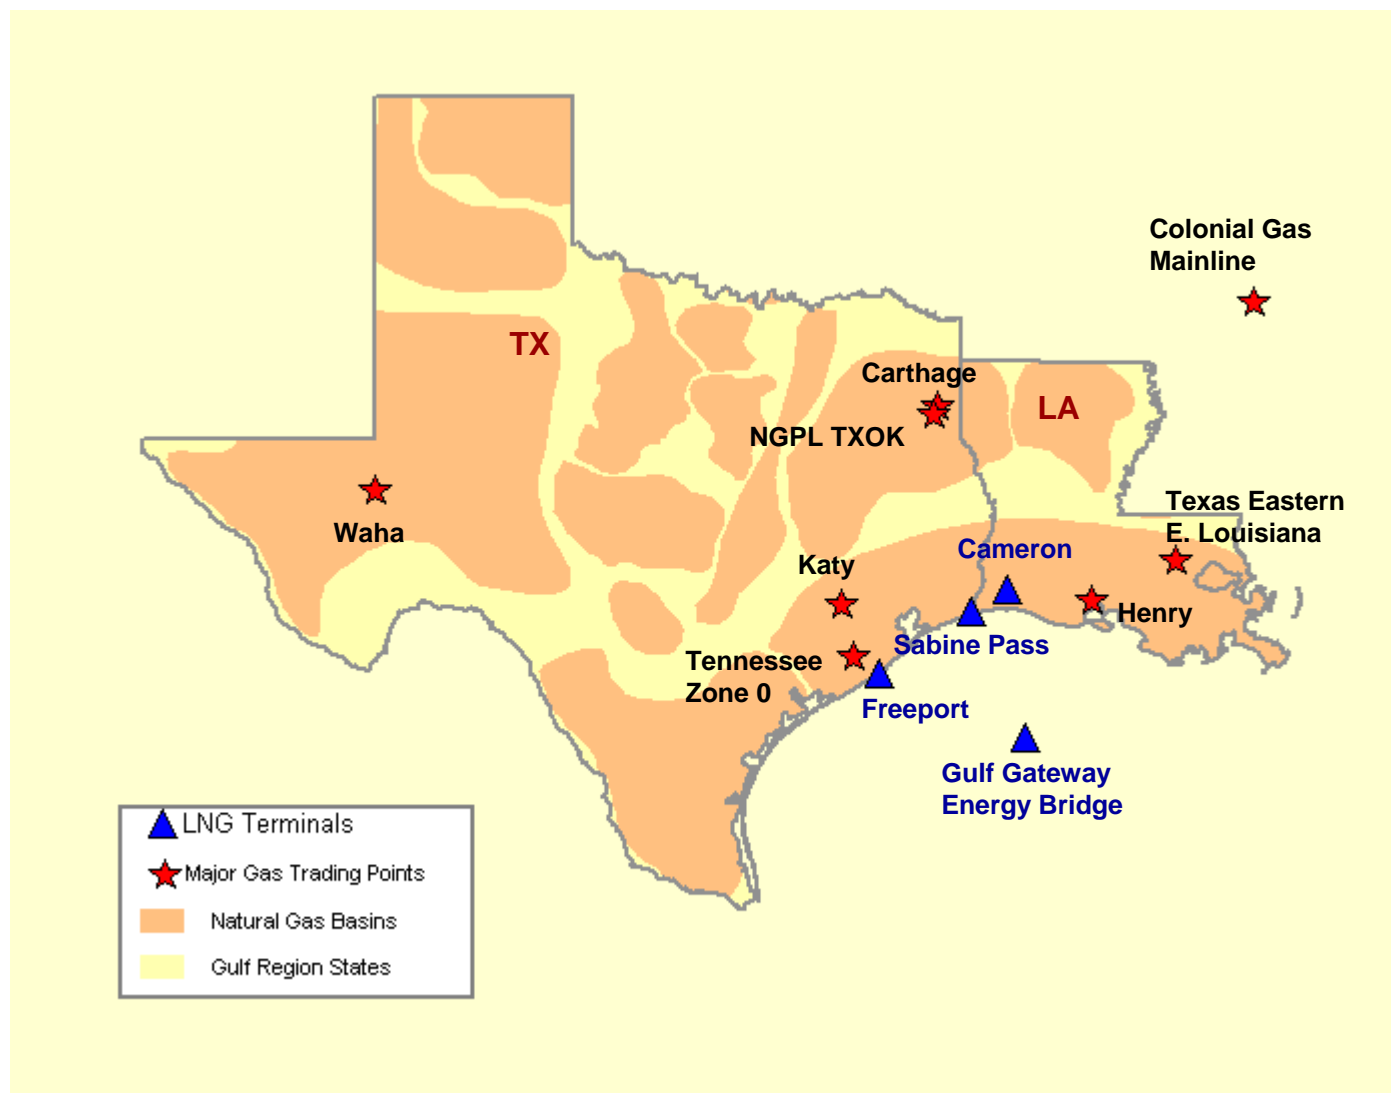 Colonial Gas
Mainline
TX
Carthage
LA
NGPL TXOK
Texas Eastern
E. Louisiana
Waha
Cameron
Katy
Henry
Sabine Pass
Tennessee
Zone 0
Freeport
Gulf Gateway
Energy Bridge
LNG Terminals
Major Gas Trading Points
Natural Gas Basins
Gulf Region States